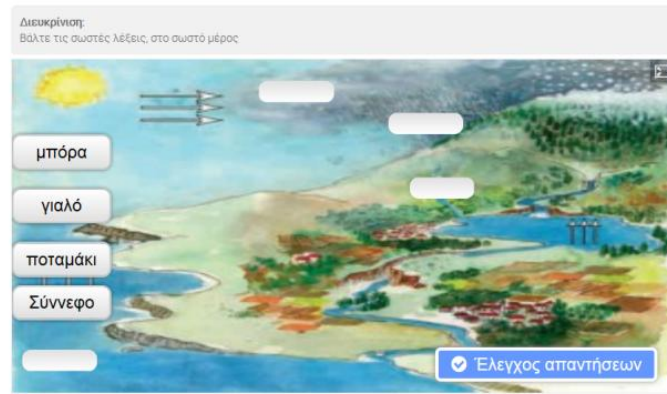 Διευκρίνιση:
Βάλτε τις σωστές λέξεις, στο σωστό μέρος
μπόρα
γιαλό
ποταμάκι
Σύννεφο
Έλεγχος απαντήσεων